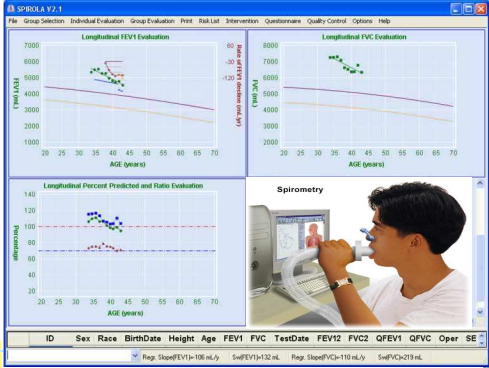 SPIROLA V2.1
File Group Selection Individual Evaluation Group Evaluation Print Risk List Intervention Questionnaire Quality Control Options Help
Longitudinal FEV1 Evaluation
7000
6000
5000
4000
3000
2000
1000
FEV1 (mL)
60
-30
-120
Rate of FEV1 decline (mL/yr)
20 25 30 35 40 45 50 55 60 65 70
AGE (years)
Longitudinal FVC Evaluation
8000
7000
6000
5000
4000
3000
2000
FVC (mL)
20 25 30 35 40 45 50 55 60 65 70
AGE (years)
Longitudinal Percent Predicted and Ratio Evaluation
140
120
100
80
60
40
20
Percentage
20 25 30 35 40 45 50 55 60 65 70
AGE (years)
Spirometry
ID Sex Race BirthDate Height Age FEV1 FVC TestDate FEV12 FVC2 QFEV1 QFVC Oper SE
Regr. Slope(FEV1)=-106 mL/y Sw(FEV1)=132 mL Regr. Slope(FVC)=-110 mL/y Sw(FVC)=219 mL